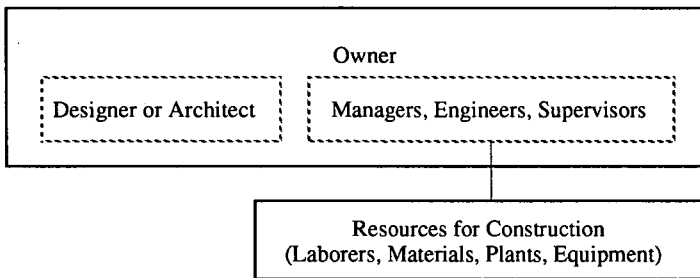 Owner
Designer or Architect
Managers, Engineers, Supervisors
Resources for Construction
(Laborers, Materials, Plants, Equipment)